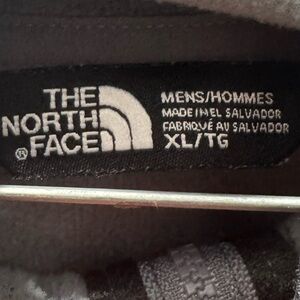 THE
NORTH
® FACE
MENS/HOMMES
MADE IN EL SALVADOR
FABRIQUÉ AU SALVADOR
XL/TG